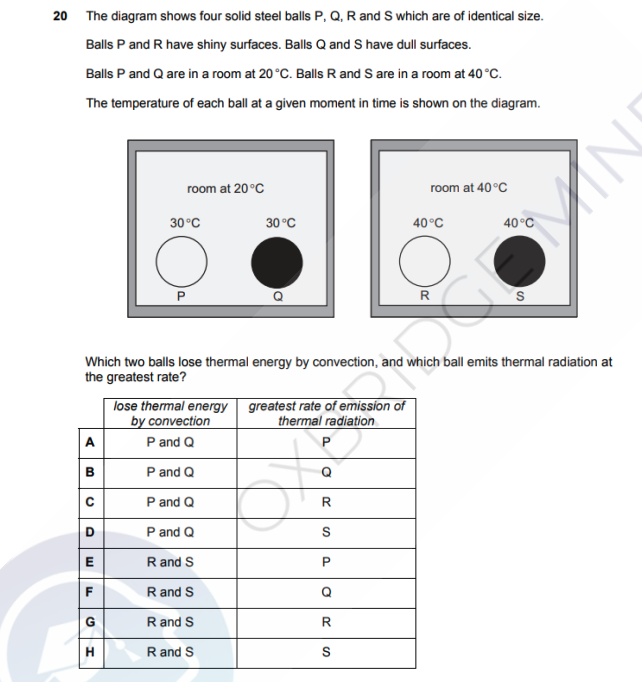 20 The diagram shows four solid steel balls P, Q, R and S which are of identical size.
Balls P and R have shiny surfaces. Balls Q and S have dull surfaces.
Balls P and Q are in a room at 20 °C. Balls R and S are in a room at 40 °C.
The temperature of each ball at a given moment in time is shown on the diagram.
room at 20 °C
30 °C 30 °C
P Q
room at 40 °C
40 °C 40 °C
R S
Which two balls lose thermal energy by convection, and which ball emits thermal radiation at
the greatest rate?
lose thermal energy greatest rate of emission of
by convection thermal radiation
A P and Q P
B P and Q Q
C P and Q R
D P and Q S
E R and S P
F R and S Q
G R and S R
H R and S S
OXBRIDGE MIN